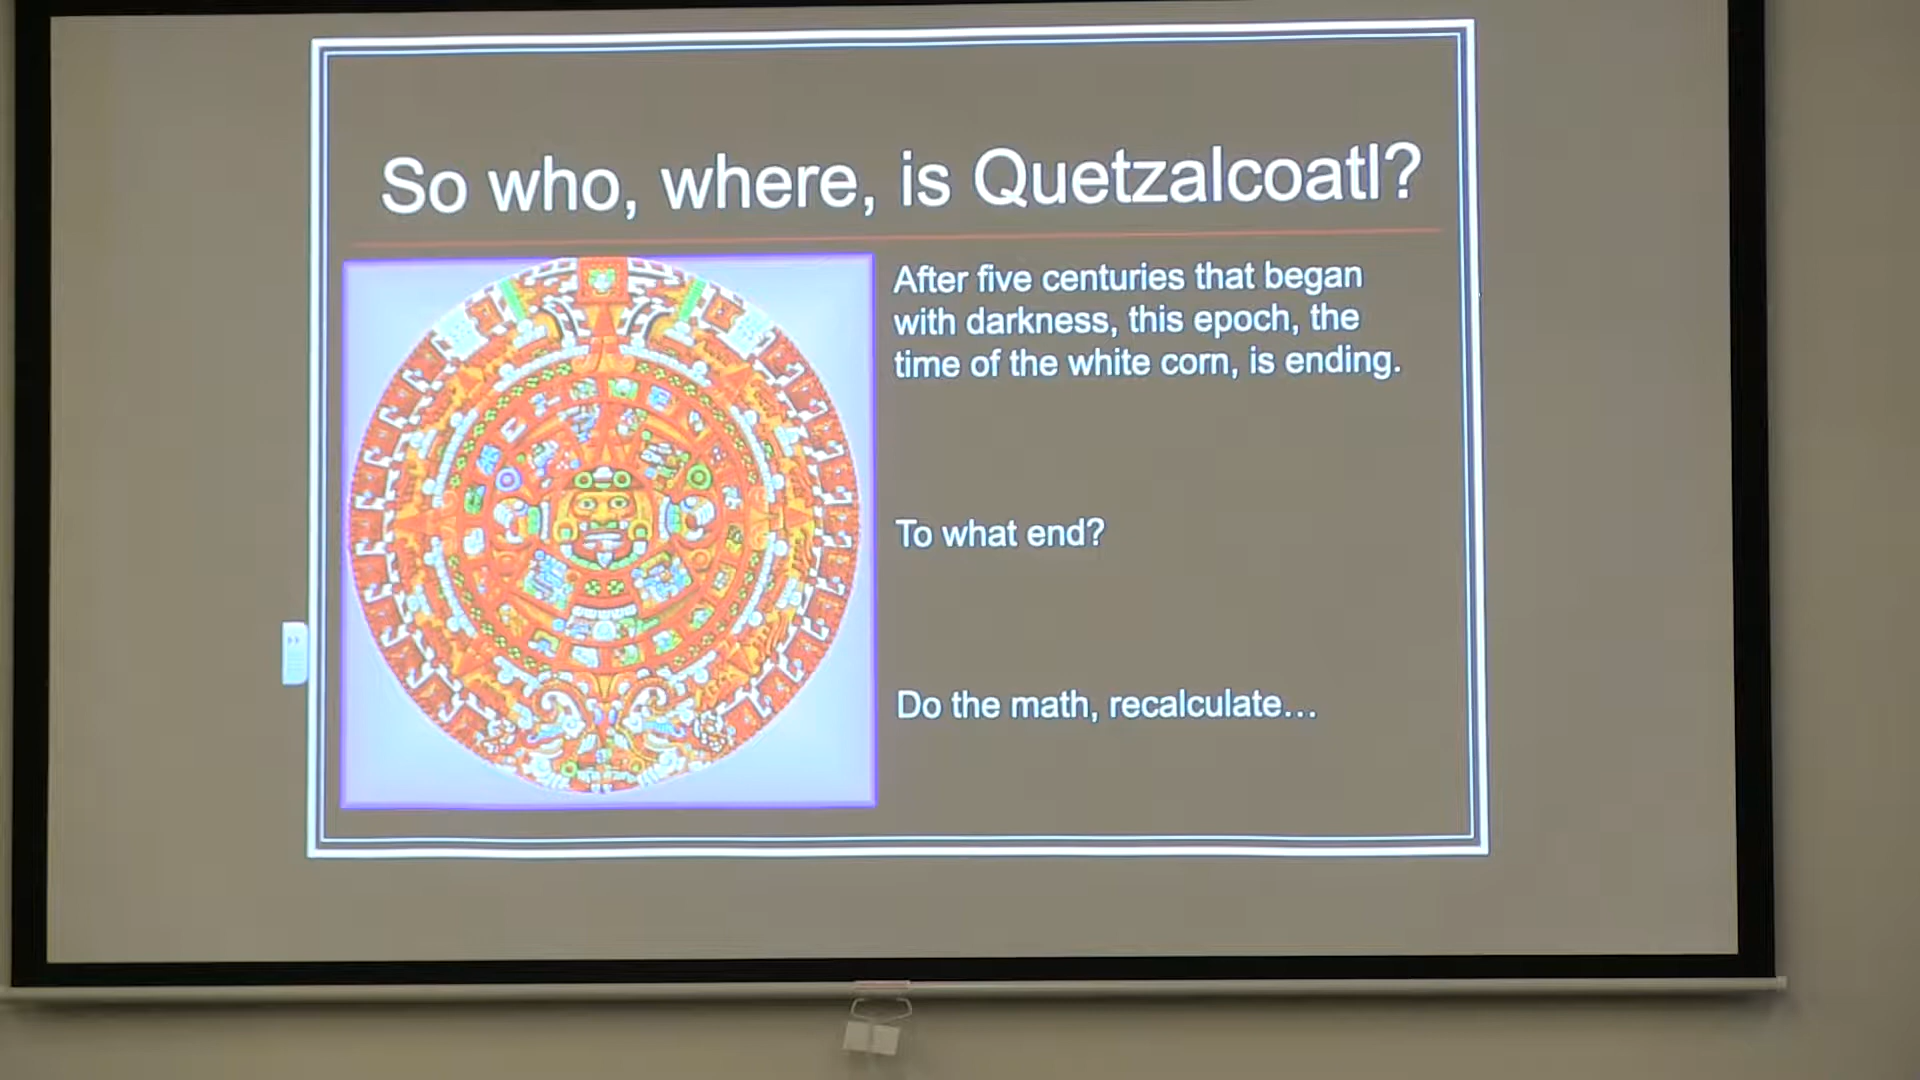 So who, where, is Quetzalcoatl?
After five centuries that began
with darkness, this epoch, the
time of the white corn, is ending.
To what end?
Do the math, recalculate…